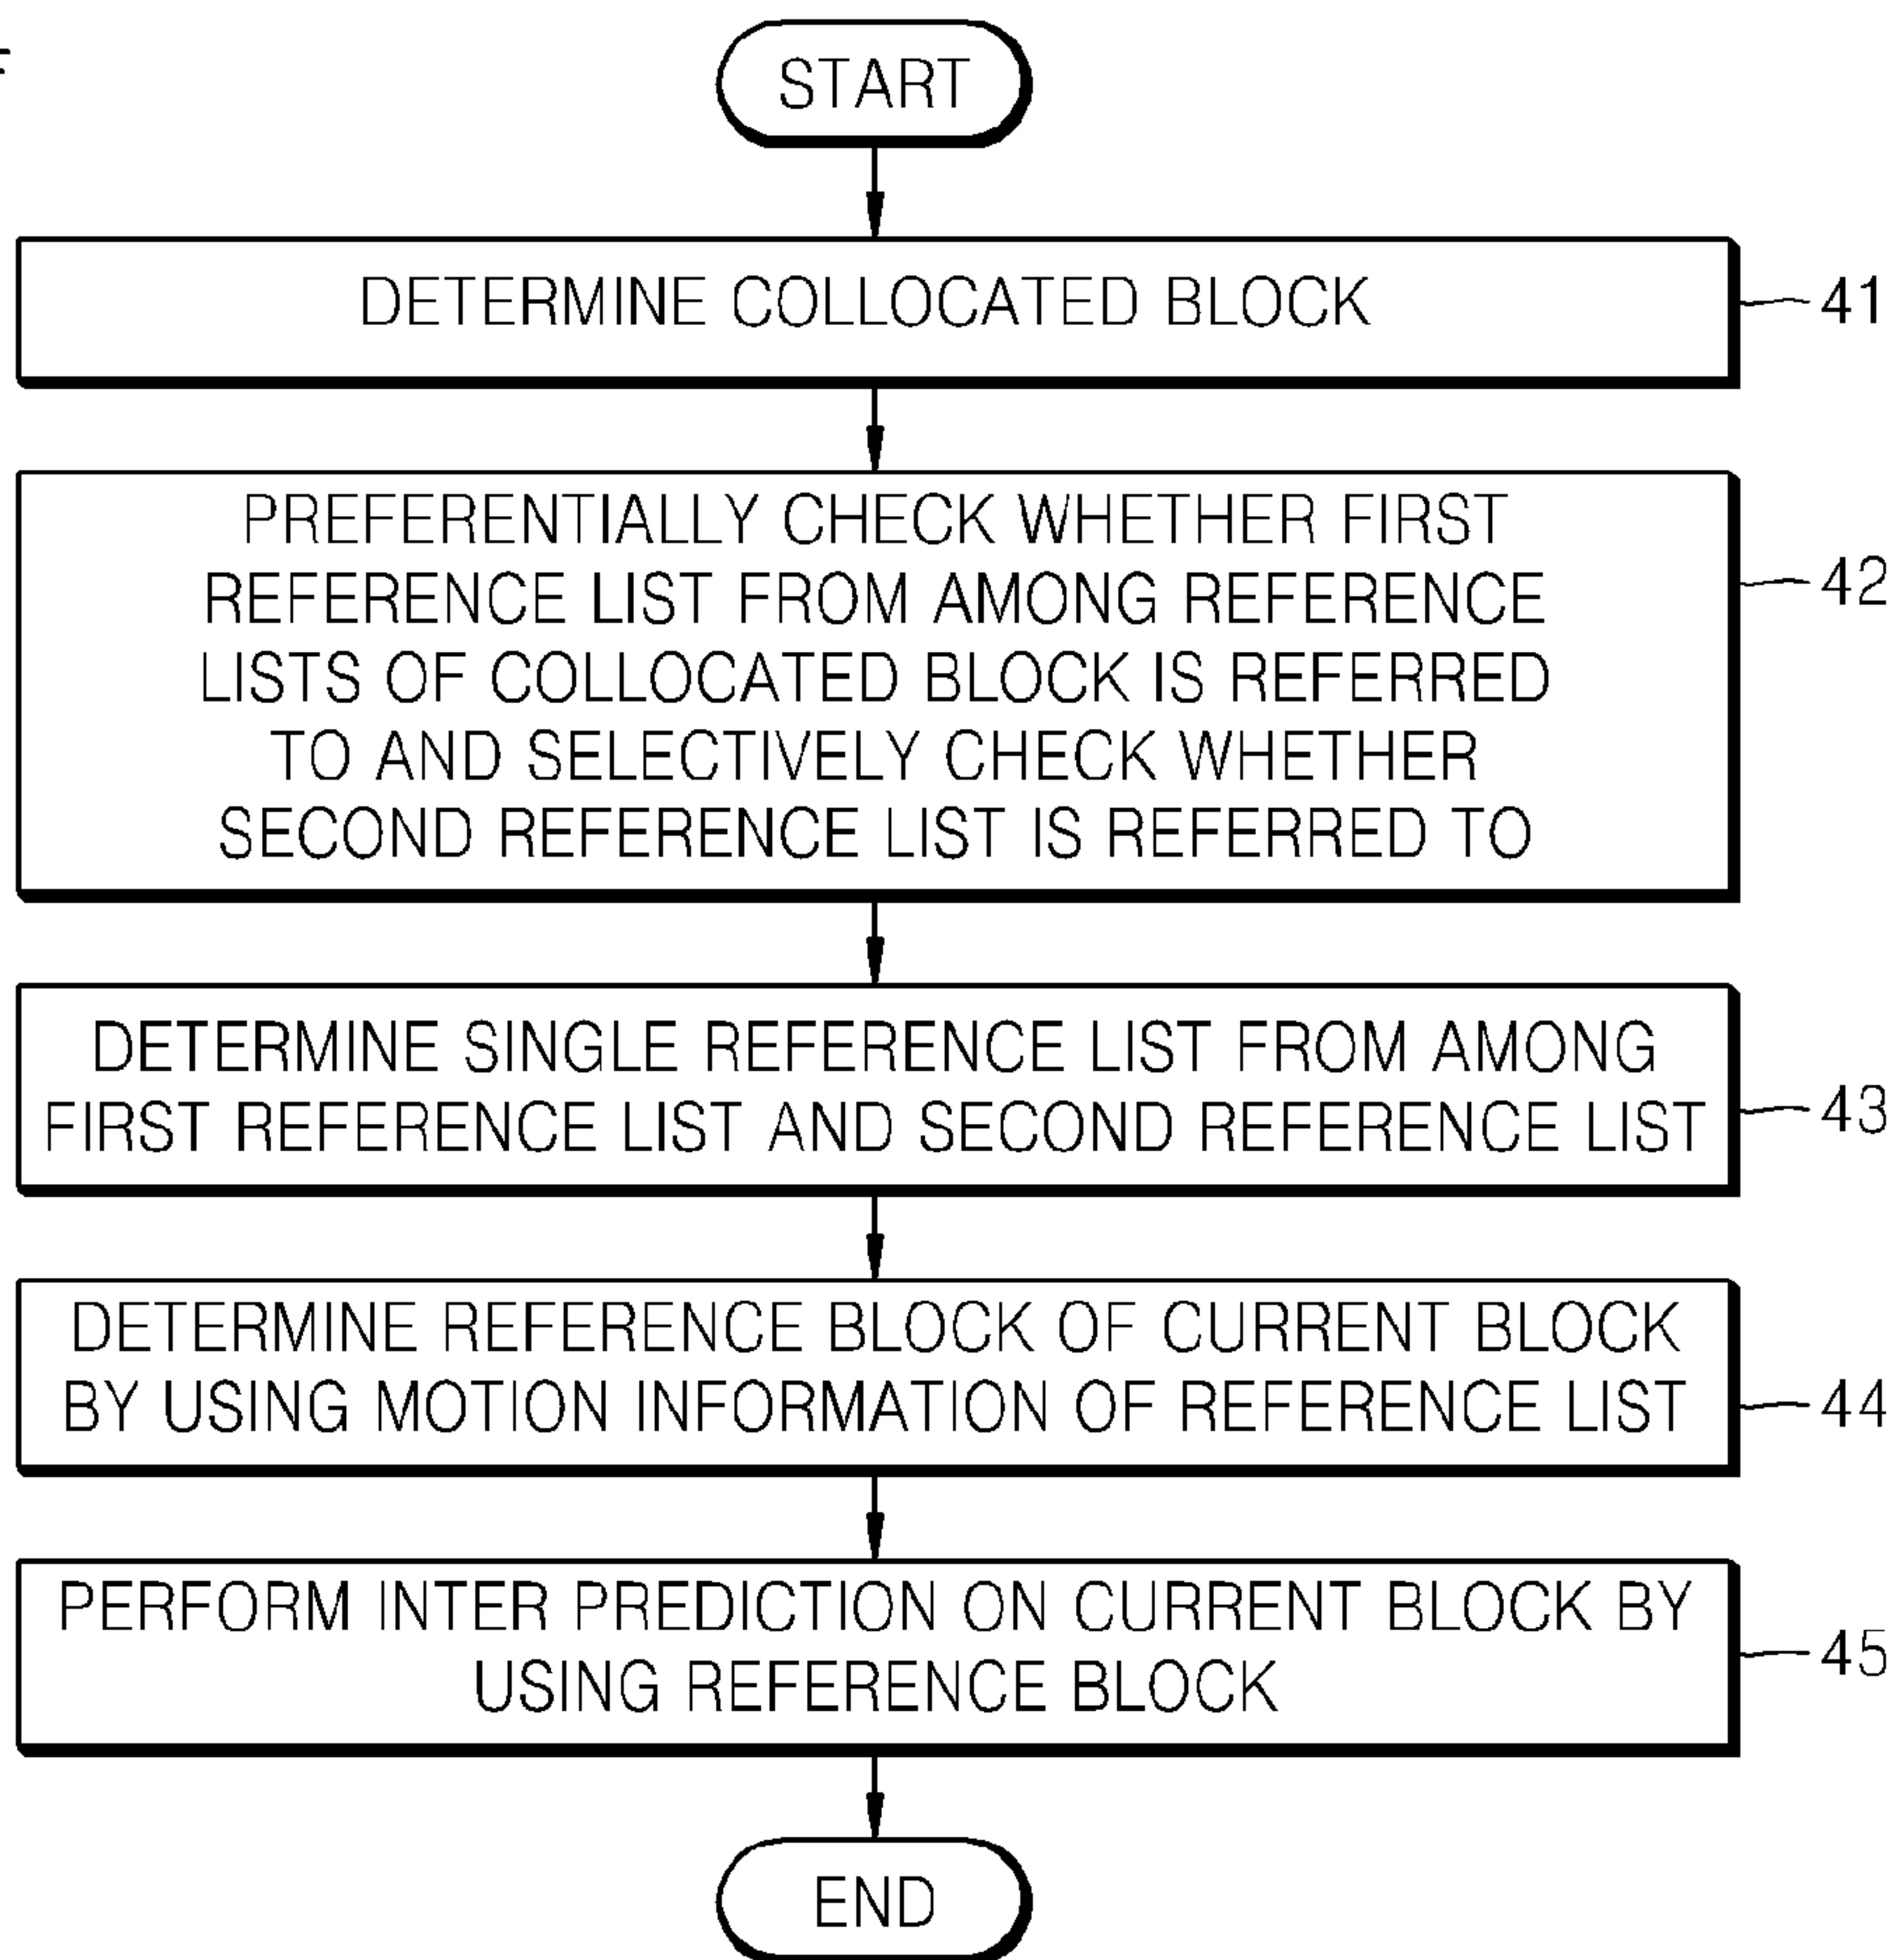 START
DETERMINE COLLOCATED BLOCK
41
PREFERENTIALLY CHECK WHETHER FIRST
REFERENCE LIST FROM AMONG REFERENCE
LISTS OF COLLOCATED BLOCK IS REFERRED
TO AND SELECTIVELY CHECK WHETHER
SECOND REFERENCE LIST IS REFERRED TO
42
DETERMINE SINGLE REFERENCE LIST FROM AMONG
FIRST REFERENCE LIST AND SECOND REFERENCE LIST
43
DETERMINE REFERENCE BLOCK OF CURRENT BLOCK
BY USING MOTION INFORMATION OF REFERENCE LIST
44
PERFORM INTER PREDICTION ON CURRENT BLOCK BY
USING REFERENCE BLOCK
45
END